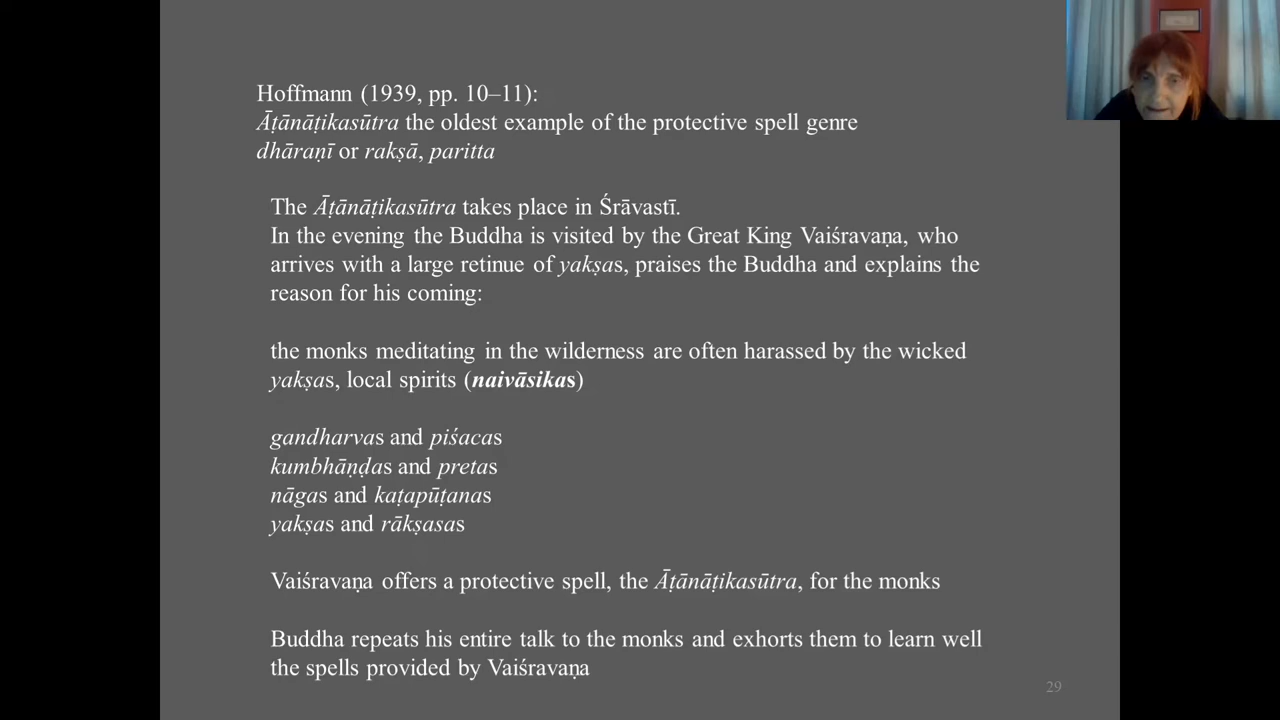 Hoffmann (1939, pp. 10–11):
Āṭānāṭikasūtra the oldest example of the protective spell genre
dhāraṇī or rakṣā, paritta
The Āṭānāṭikasūtra takes place in Śrāvastī.
In the evening the Buddha is visited by the Great King Vaiśravaṇa, who
arrives with a large retinue of yakṣas, praises the Buddha and explains the
reason for his coming:
the monks meditating in the wilderness are often harassed by the wicked
yakṣas, local spirits (naivāsikas)
gandharvas and piśacas
kumbhāṇḍas and pretas
nāgas and kaṭapūṭanas
yakṣas and rākṣasas
Vaiśravaṇa offers a protective spell, the Āṭānāṭikasūtra, for the monks
Buddha repeats his entire talk to the monks and exhorts them to learn well
the spells provided by Vaiśravaṇa
29